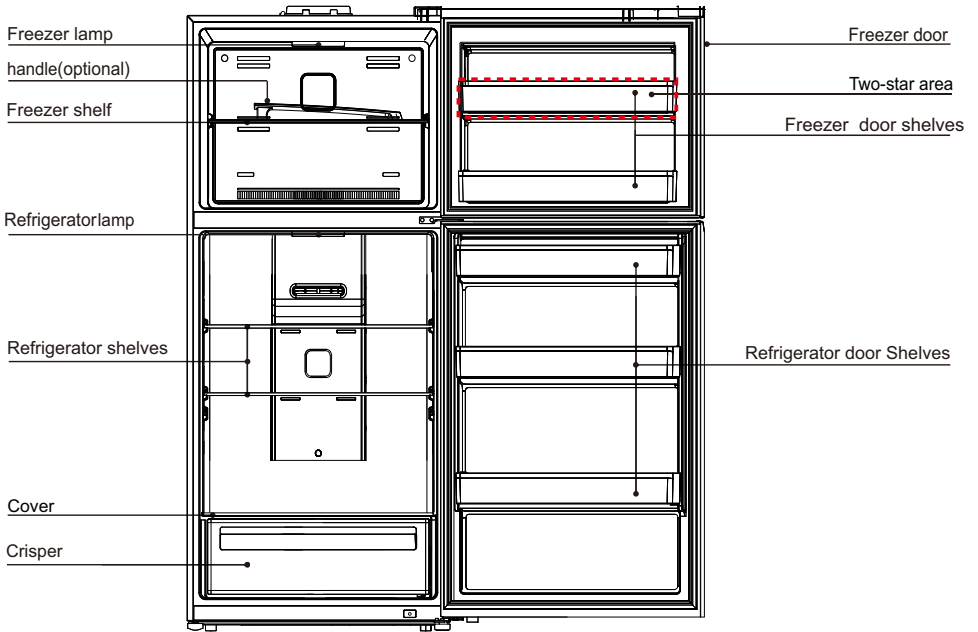 Freezer lamp
handle(optional)
Freezer shelf
Refrigeratorlamp
Refrigerator shelves
Cover
Crisper
Freezer door
Two-star area
Freezer door shelves
Refrigerator door Shelves